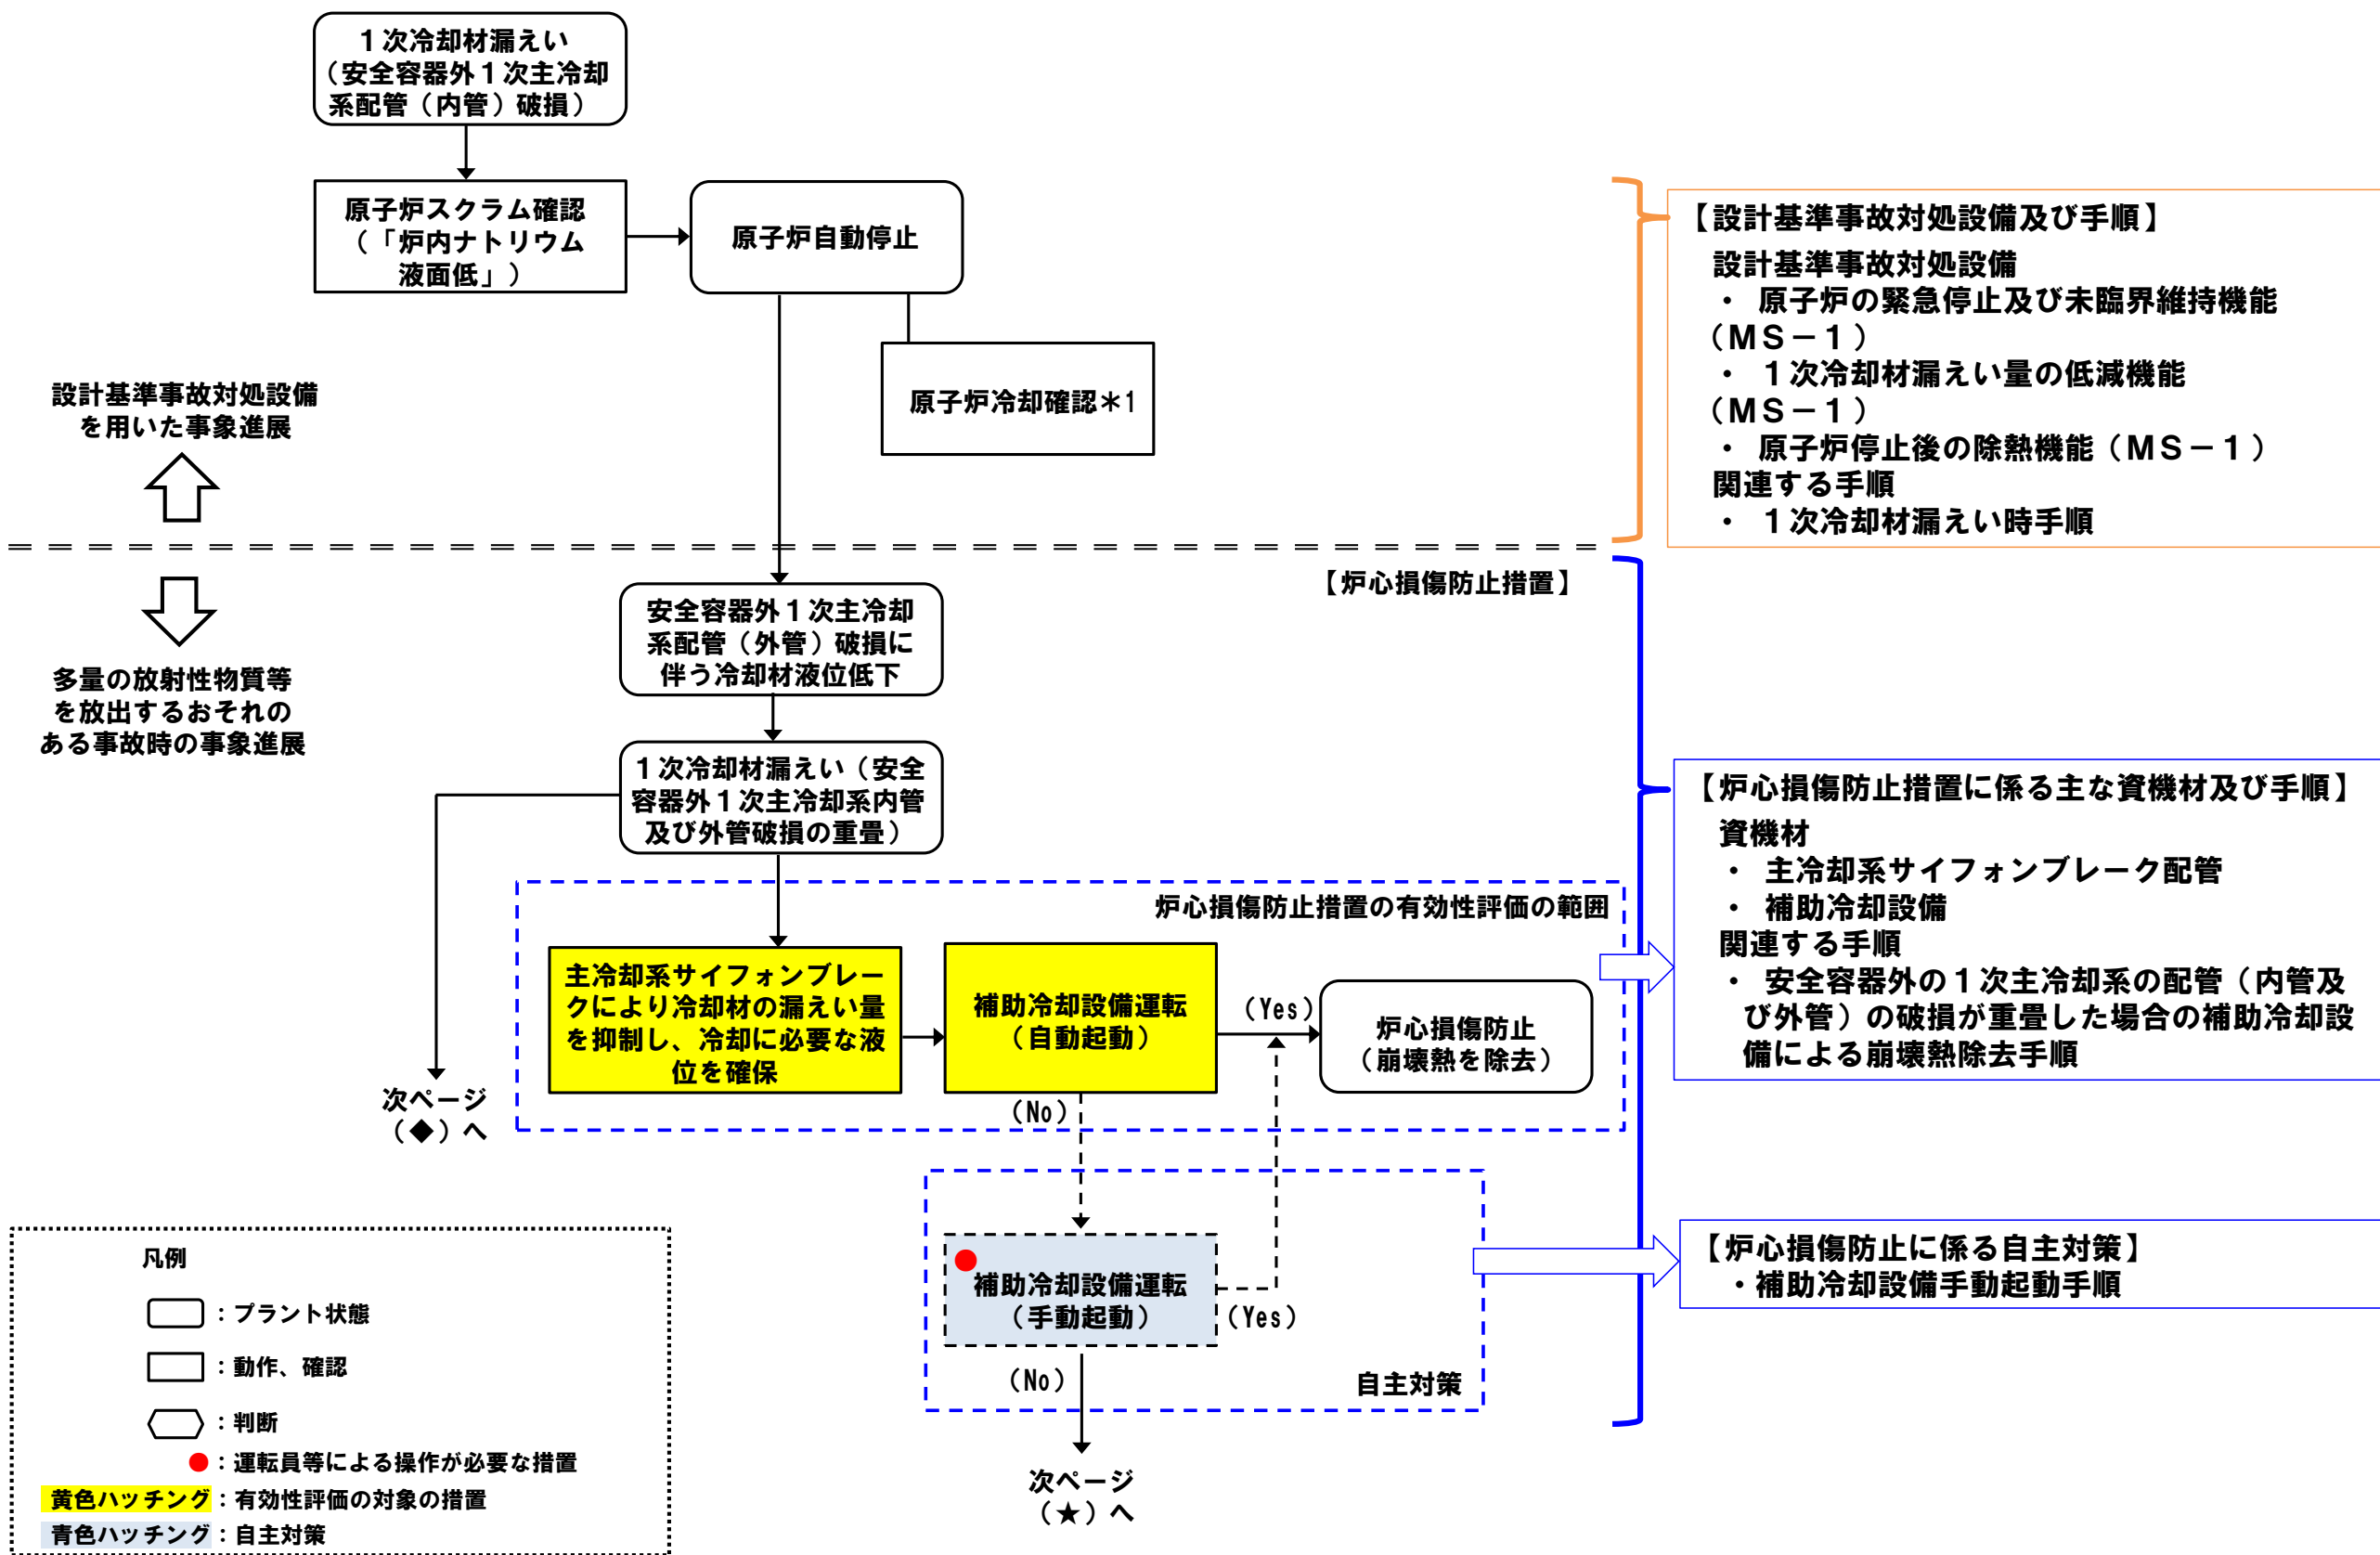 １次冷却材漏えい
（安全容器外１次主冷却
系配管（内管）破損）
原子炉スクラム確認
（「炉内ナトリウム
液面低」）
原子炉自動停止
原子炉冷却確認＊1
設計基準事故対処設備
を用いた事象進展
多量の放射性物質等
を放出するおそれの
ある事故時の事象進展
【設計基準事故対処設備及び手順】
設計基準事故対処設備
・ 原子炉の緊急停止及び未臨界維持機能
（ＭＳ－１）
・ １次冷却材漏えい量の低減機能
（ＭＳ－１）
・ 原子炉停止後の除熱機能（ＭＳ－１）
関連する手順
・ １次冷却材漏えい時手順
【炉心損傷防止措置】
安全容器外１次主冷却
系配管（外管）破損に
伴う冷却材液位低下
１次冷却材漏えい（安全
容器外１次主冷却系内管
及び外管破損の重畳）
炉心損傷防止措置の有効性評価の範囲
主冷却系サイフォンブレー
クにより冷却材の漏えい量
を抑制し、冷却に必要な液
位を確保
補助冷却設備運転
（自動起動）
（Yes）
炉心損傷防止
（崩壊熱を除去）
（No）
次ページ
（◆）へ
【炉心損傷防止措置に係る主な資機材及び手順】
資機材
・ 主冷却系サイフォンブレーク配管
・ 補助冷却設備
関連する手順
・ 安全容器外の１次主冷却系の配管（内管及
び外管）の破損が重畳した場合の補助冷却設
備による崩壊熱除去手順
補助冷却設備運転
（手動起動）
（Yes）
（No）
自主対策
次ページ
（★）へ
【炉心損傷防止に係る自主対策】
・補助冷却設備手動起動手順
凡例
：プラント状態
：動作、確認
：判断
：運転員等による操作が必要な措置
黄色ハッチング：有効性評価の対象の措置
青色ハッチング：自主対策